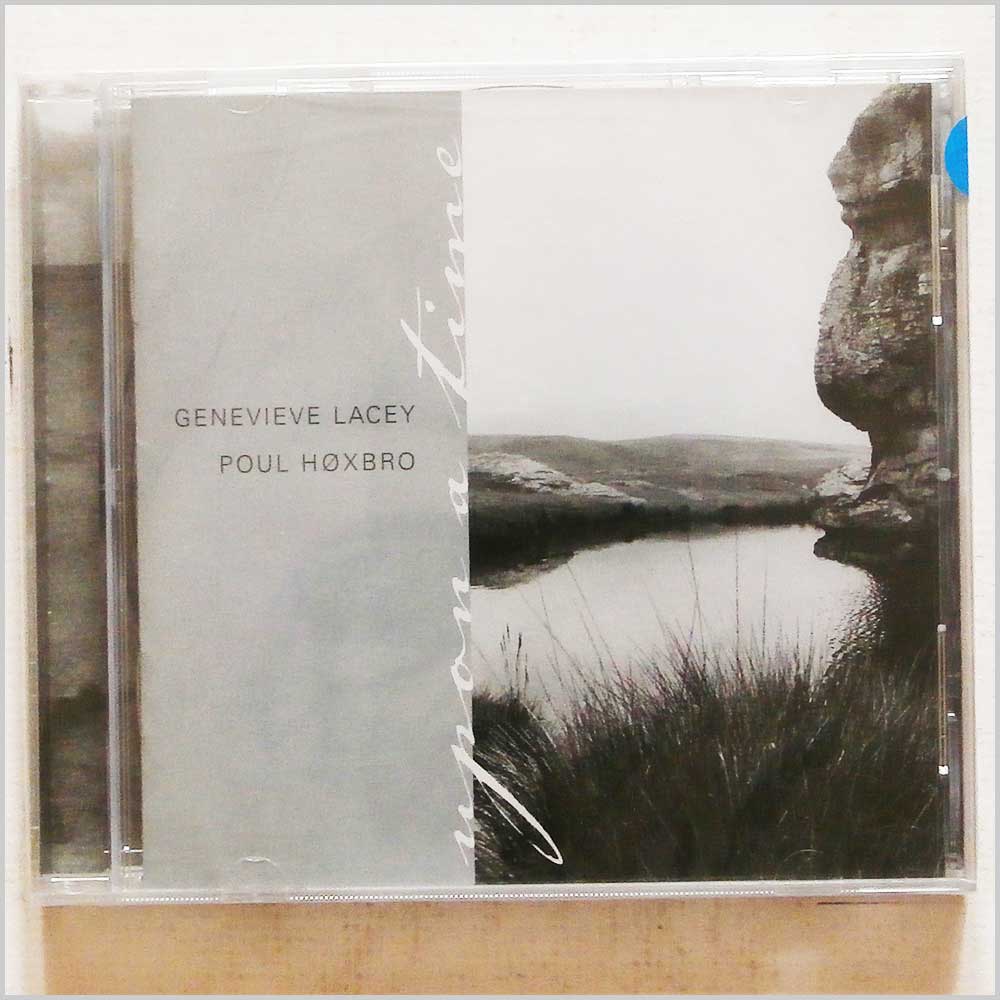 GENEVIEVE LACEY
POUL HØXBRO
upon a time